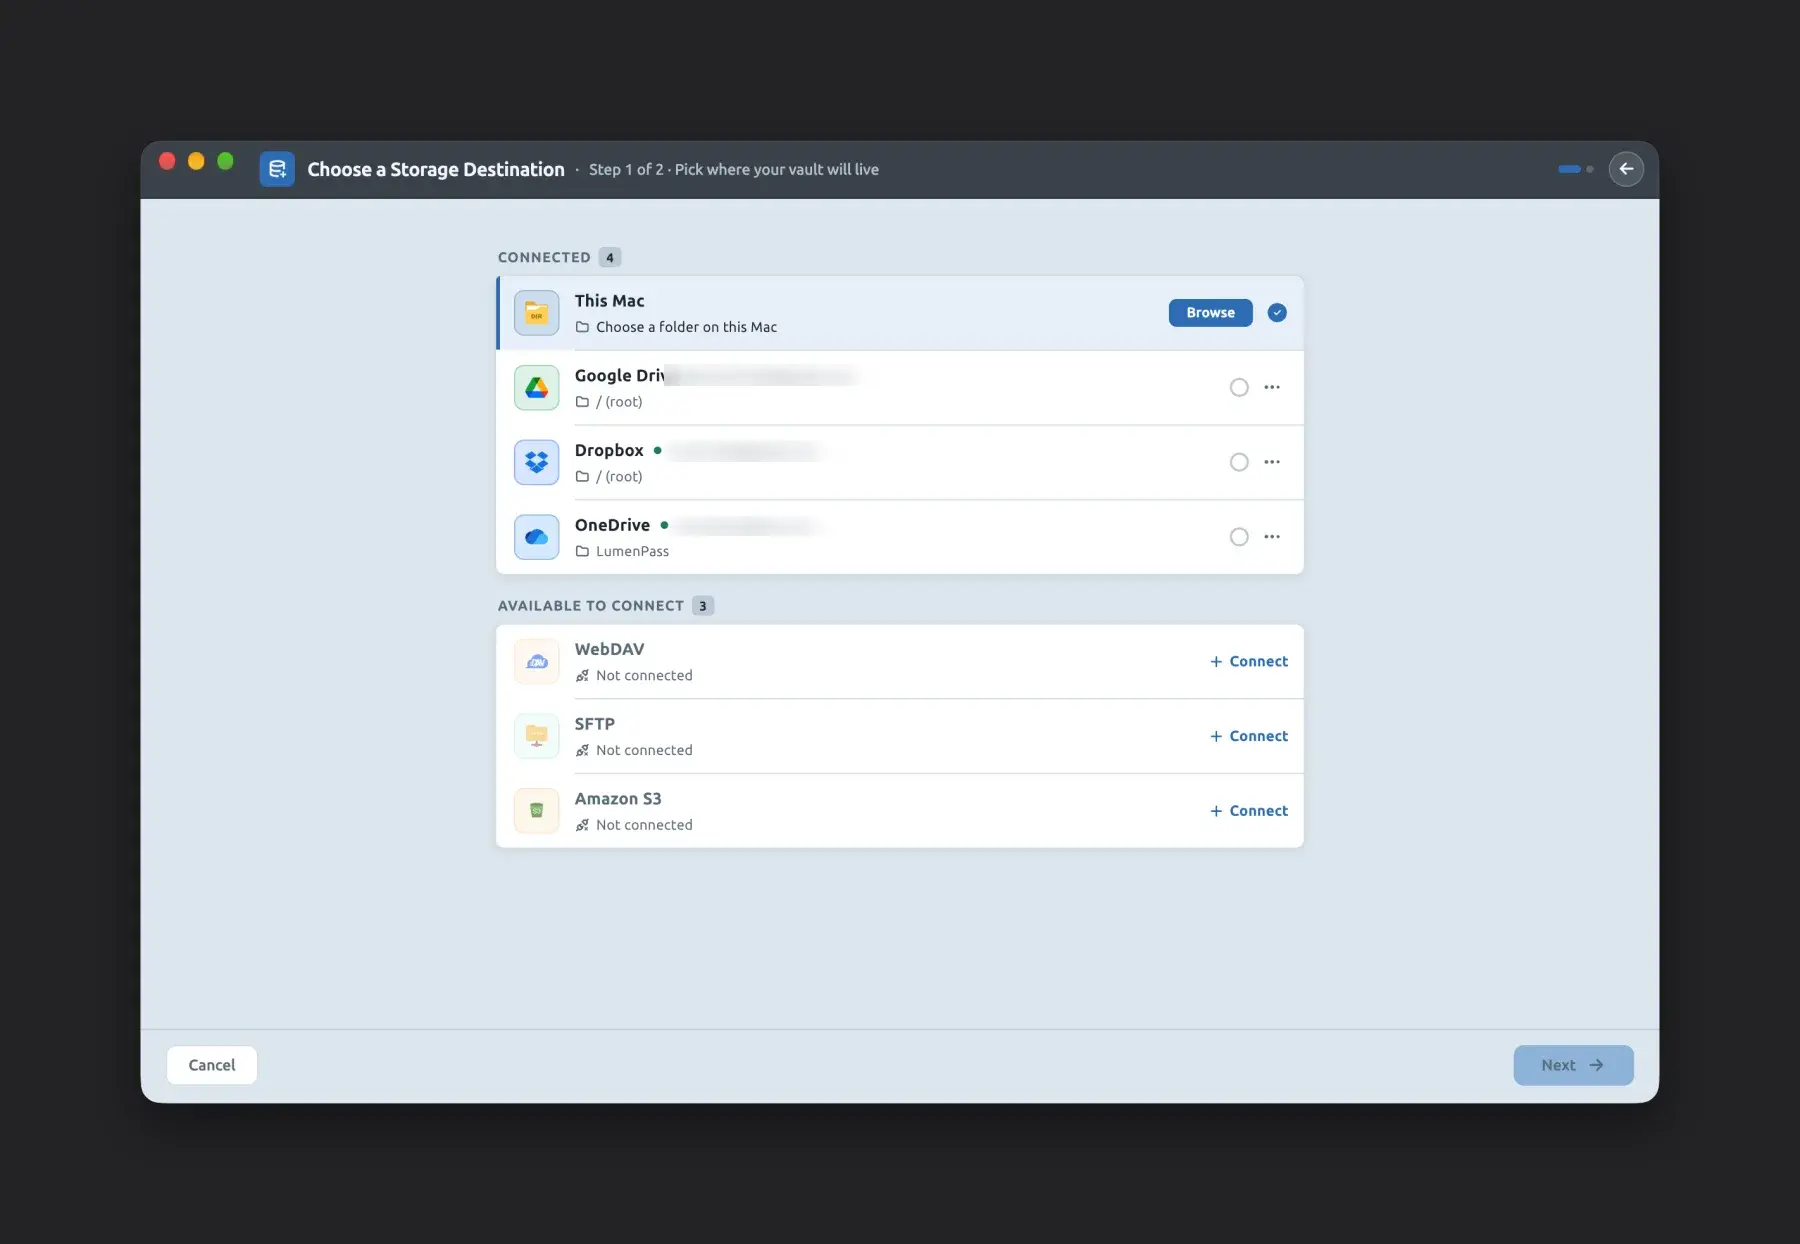 Choose a Storage Destination · Step 1 of 2 · Pick where your vault will live
CONNECTED 4
This Mac
Choose a folder on this Mac
Browse
Google Driv
/ (root)
Dropbox
/ (root)
OneDrive
LumenPass
AVAILABLE TO CONNECT 3
WebDAV
Not connected
+ Connect
SFTP
Not connected
+ Connect
Amazon S3
Not connected
+ Connect
Cancel
Next →